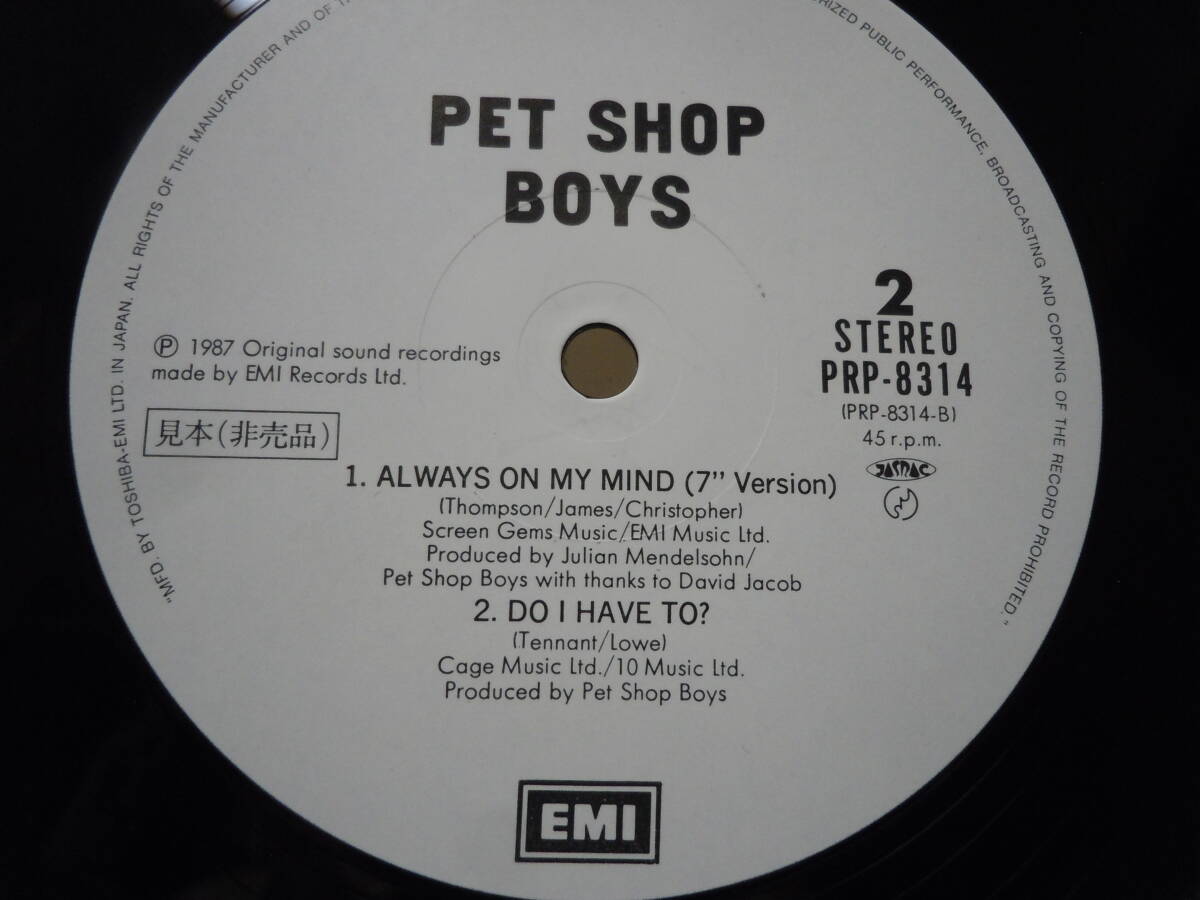 PET SHOP
BOYS
2
STEREO
PRP-8314
(PRP-8314-B)
45 r.p.m.
JASRAC
℗ 1987 Original sound recordings
made by EMI Records Ltd.
見本(非売品)
1. ALWAYS ON MY MIND (7" Version)
(Thompson/James/Christopher)
Screen Gems Music/EMI Music Ltd.
Produced by Julian Mendelsohn/
Pet Shop Boys with thanks to David Jacob
2. DO I HAVE TO?
(Tennant/Lowe)
Cage Music Ltd./10 Music Ltd.
Produced by Pet Shop Boys
EMI
"MFD. BY TOSHIBA-EMI LTD. IN JAPAN. ALL RIGHTS OF THE MANUFACTURER AND OF
PUBLIC PERFORMANCE, BROADCASTING AND COPYING OF THE RECORD PROHIBITED."